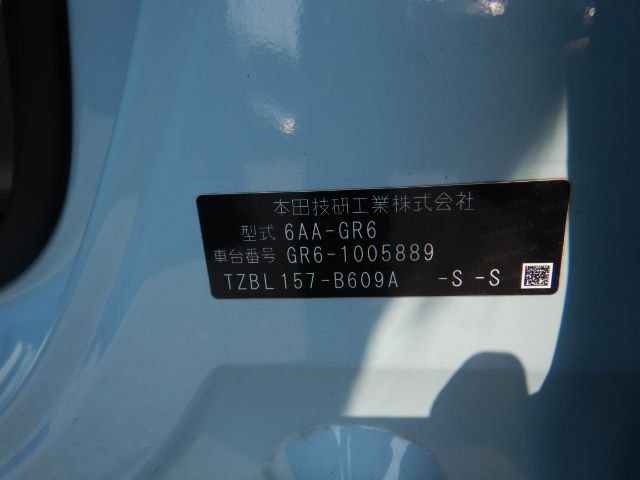 本田技研工業株式会社
型式 6AA-GR6
車台番号 GR6-1005889
TZBL157-B609A -S -S